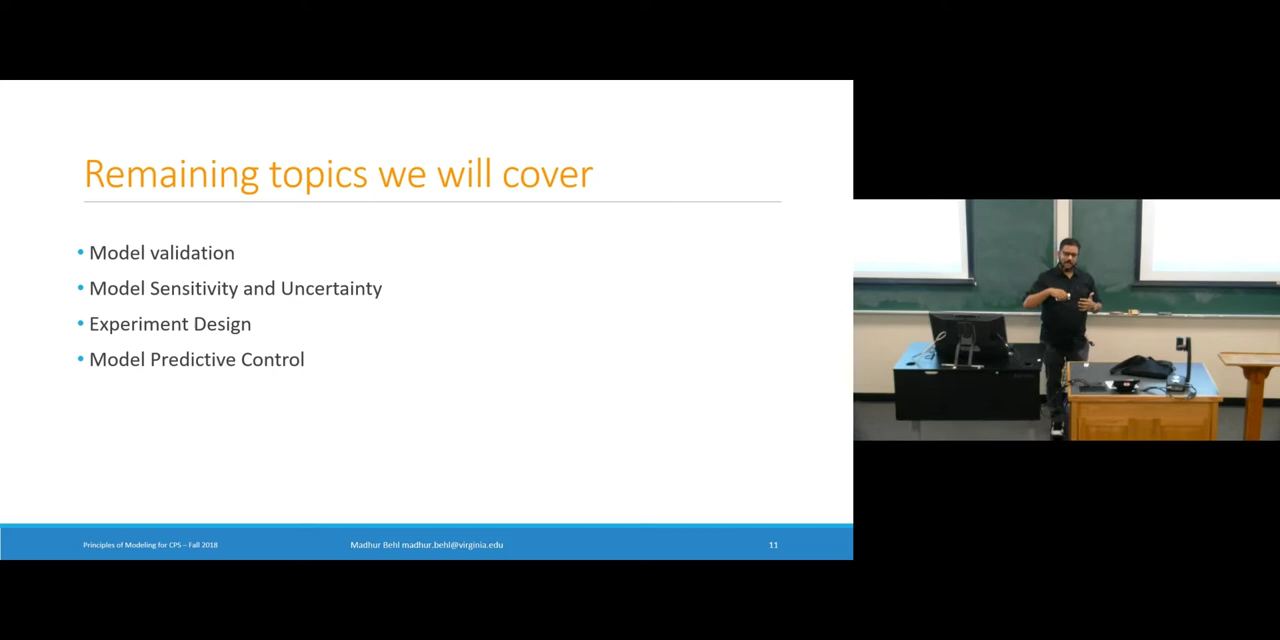 Remaining topics we will cover
• Model validation
• Model Sensitivity and Uncertainty
• Experiment Design
• Model Predictive Control
Principles of Modeling for CPS – Fall 2018
Madhur Behl madhur.behl@virginia.edu
11